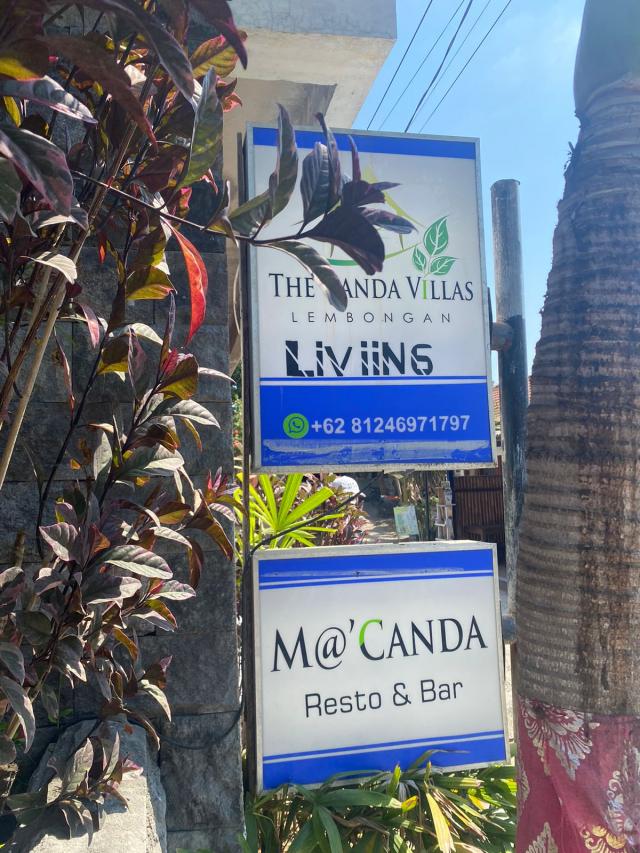 THE VILLAS
LEMBONGAN
LiViiNG
+62 81246971797
M@'CANDA
Resto & Bar